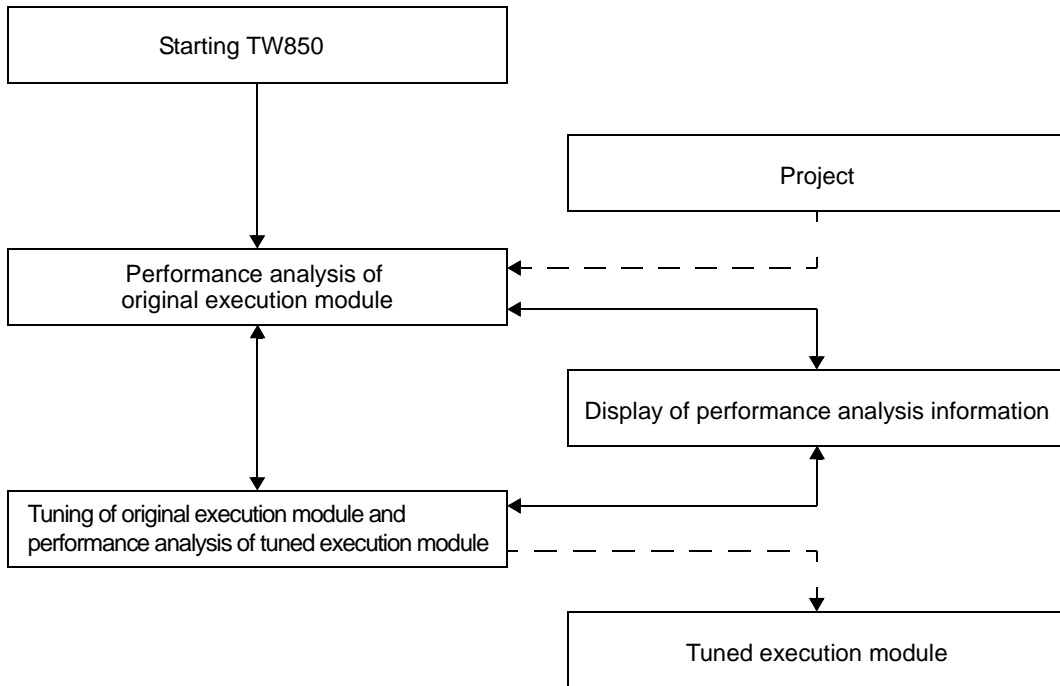 Starting TW850
Project
Performance analysis of
original execution module
Display of performance analysis information
Tuning of original execution module and
performance analysis of tuned execution module
Tuned execution module